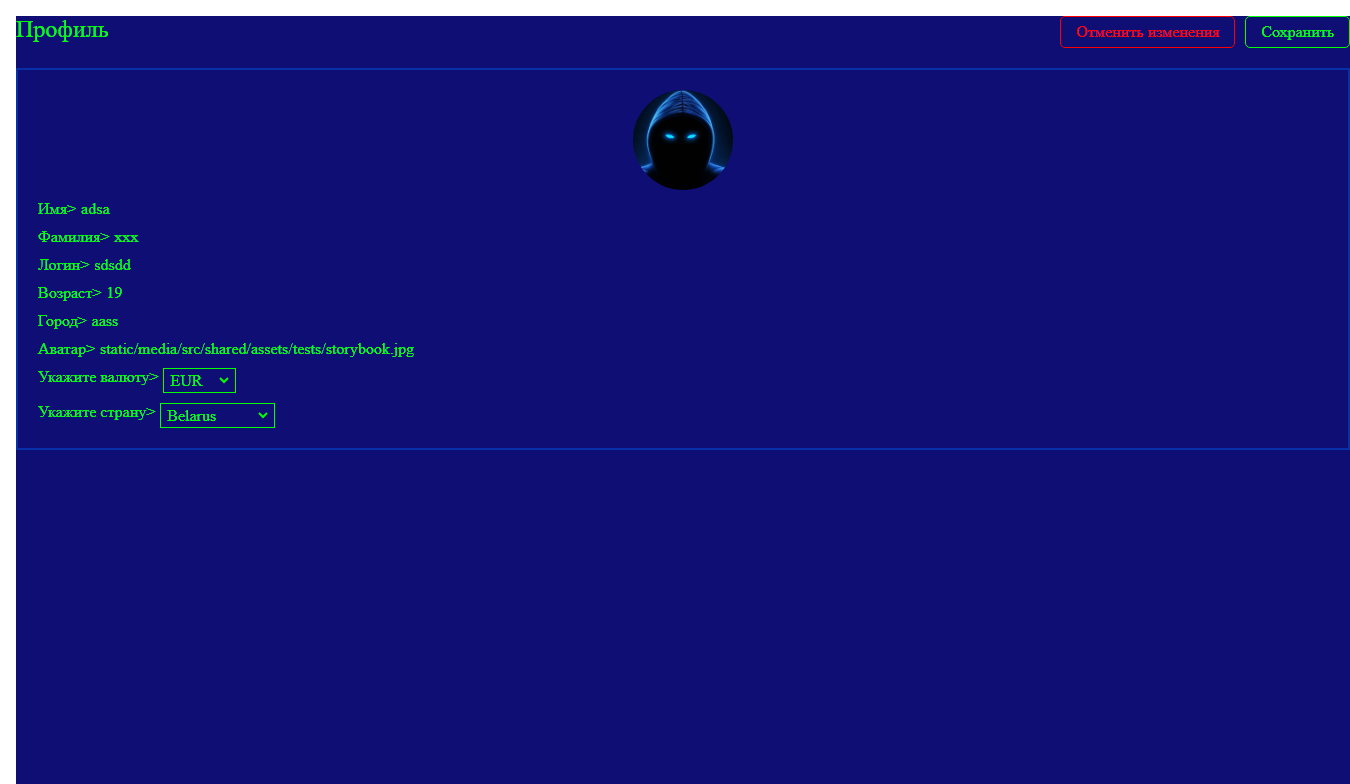 Профиль
Отменить изменения
Сохранить
Имя> adsa
Фамилия> xxx
Логин> sdsdd
Возраст> 19
Город> aass
Аватар> static/media/src/shared/assets/tests/storybook.jpg
Укажите валюту> EUR
Укажите страну> Belarus